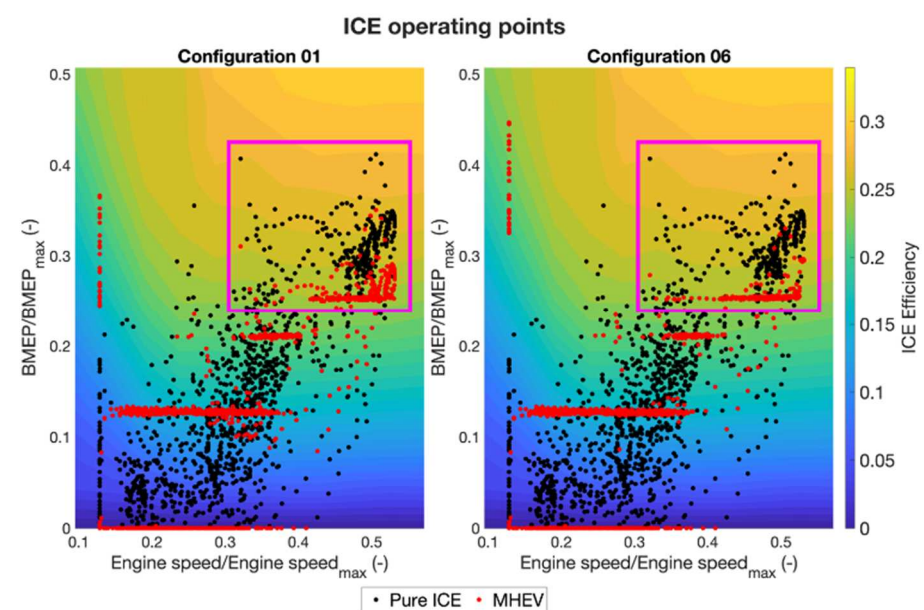 ICE operating points
Configuration 01
Configuration 06
0.5
0.4
0.3
0.2
0.1
0
BMEP/BMEPmax (-)
0.1 0.2 0.3 0.4 0.5
Engine speed/Engine speedmax (-)
0.5
0.4
0.3
0.2
0.1
0
BMEP/BMEPmax (-)
0.1 0.2 0.3 0.4 0.5
Engine speed/Engine speedmax (-)
0.3
0.25
0.2
0.15
0.1
0.05
0
ICE Efficiency
Pure ICE MHEV